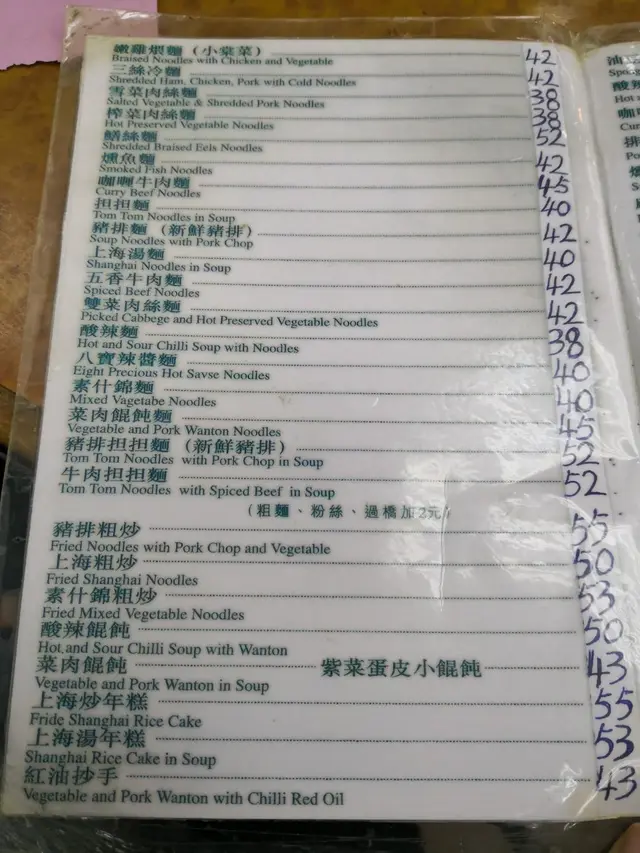 嫩雞煨麵（小棠菜） 42
Braised Noodles with Chicken and Vegetable
三絲冷麵 42
Shredded Ham, Chicken, Pork with Cold Noodles
雪菜肉絲麵 38
Salted Vegetable & Shredded Pork Noodles
榨菜肉絲麵 38
Hot Preserved Vegetable Noodles
鱔絲麵 52
Shredded Braised Eels Noodles
燻魚麵 42
Smoked Fish Noodles
咖喱牛肉麵 45
Curry Beef Noodles
担担麵 40
Tom Tom Noodles in Soup
豬排麵（新鮮豬排） 42
Soup Noodles with Pork Chop
上海湯麵 40
Shanghai Noodles in Soup
五香牛肉麵 42
Spiced Beef Noodles
雙菜肉絲麵 42
Picked Cabbege and Hot Preserved Vegetable Noodles
酸辣麵 38
Hot and Sour Chilli Soup with Noodles
八寶辣醬麵 40
Eight Precious Hot Savse Noodles
素什錦麵 40
Mixed Vagetabe Noodles
菜肉餛飩麵 45
Vegetable and Pork Wanton Noodles
豬排担担麵（新鮮豬排） 52
Tom Tom Noodles with Pork Chop in Soup
牛肉担担麵 52
Tom Tom Noodles with Spiced Beef in Soup
（粗麵、粉絲、過橋加2元）
豬排粗炒 55
Fried Noodles with Pork Chop and Vegetable
上海粗炒 50
Fried Shanghai Noodles
素什錦粗炒 53
Fried Mixed Vegetable Noodles
酸辣餛飩 50
Hot and Sour Chilli Soup with Wanton
菜肉餛飩 紫菜蛋皮小餛飩 43
Vegetable and Pork Wanton in Soup
上海炒年糕 55
Fride Shanghai Rice Cake
上海湯年糕 53
Shanghai Rice Cake in Soup
紅油抄手 43
Vegetable and Pork Wanton with Chilli Red Oil